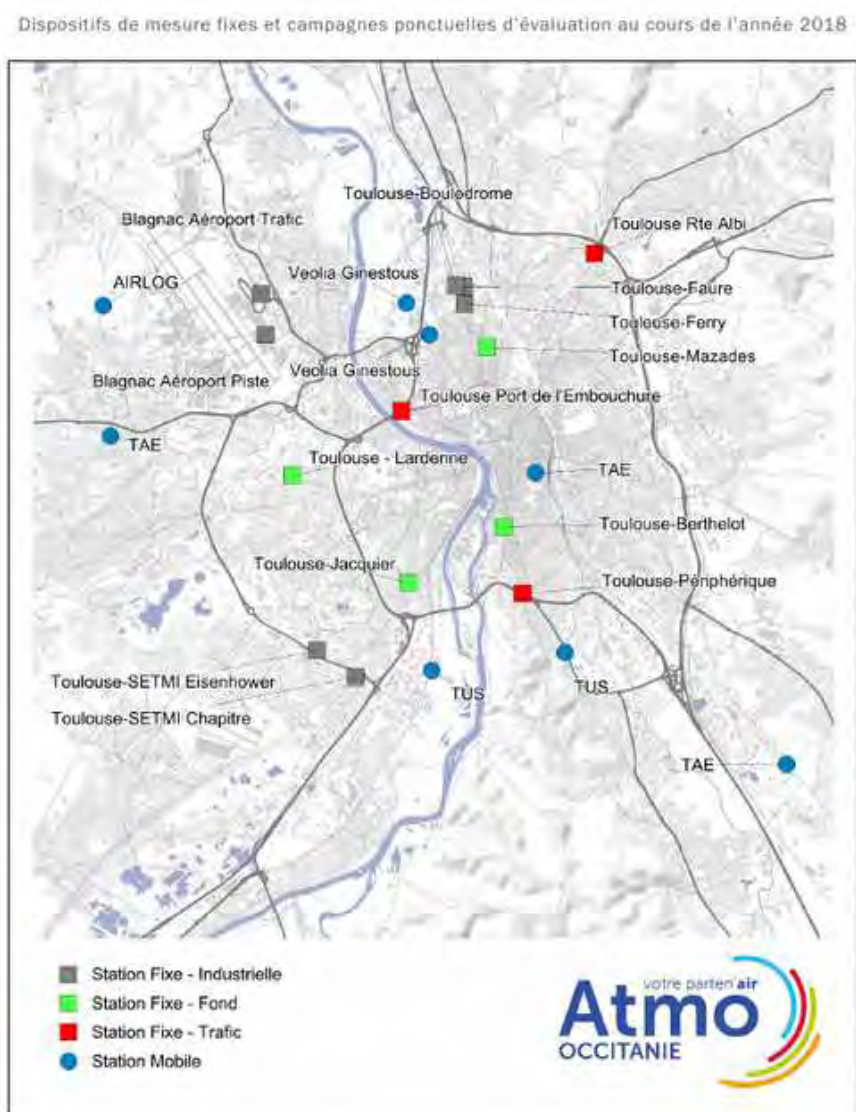 Dispositifs de mesure fixes et campagnes ponctuelles d'évaluation au cours de l'année 2018
Toulouse-Boulodrome
Blagnac Aéroport Trafic
Toulouse Rte Albi
AIRLOG
Veolia Ginestous
Toulouse-Faure
Toulouse-Ferry
Toulouse-Mazades
Veolia Ginestous
Blagnac Aéroport Piste
Toulouse Port de l'Embouchure
TAE
Toulouse - Lardenne
TAE
Toulouse-Berthelot
Toulouse-Jacquier
Toulouse-Périphérique
Toulouse-SETMI Eisenhower
TUS
TUS
Toulouse-SETMI Chapitre
TAE
Station Fixe - Industrielle
Station Fixe - Fond
Station Fixe - Trafic
Station Mobile
votre parten'air
Atmo
OCCITANIE